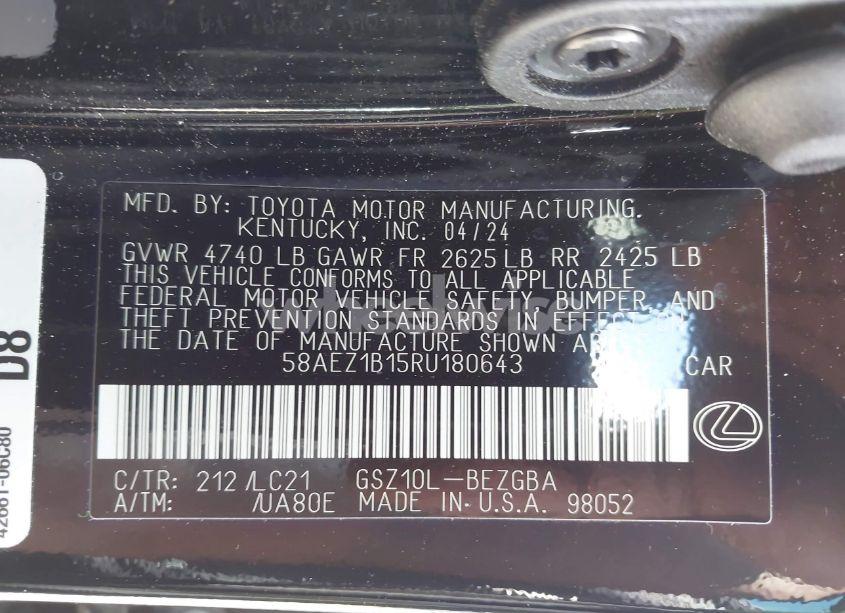 MFD. BY: TOYOTA MOTOR MANUFACTURING,
KENTUCKY, INC. 04/24
GVWR 4740 LB GAWR FR 2625 LB RR 2425 LB
THIS VEHICLE CONFORMS TO ALL APPLICABLE
FEDERAL MOTOR VEHICLE SAFETY, BUMPER, AND
THEFT PREVENTION STANDARDS IN EFFECT
THE DATE OF MANUFACTURE SHOWN
58AEZ1B15RU180643 CAR
C/TR: 212 /LC21 GSZ10L-BEZGBA
A/TM: /UA80E MADE IN U.S.A. 98052
D8
42661-06C80